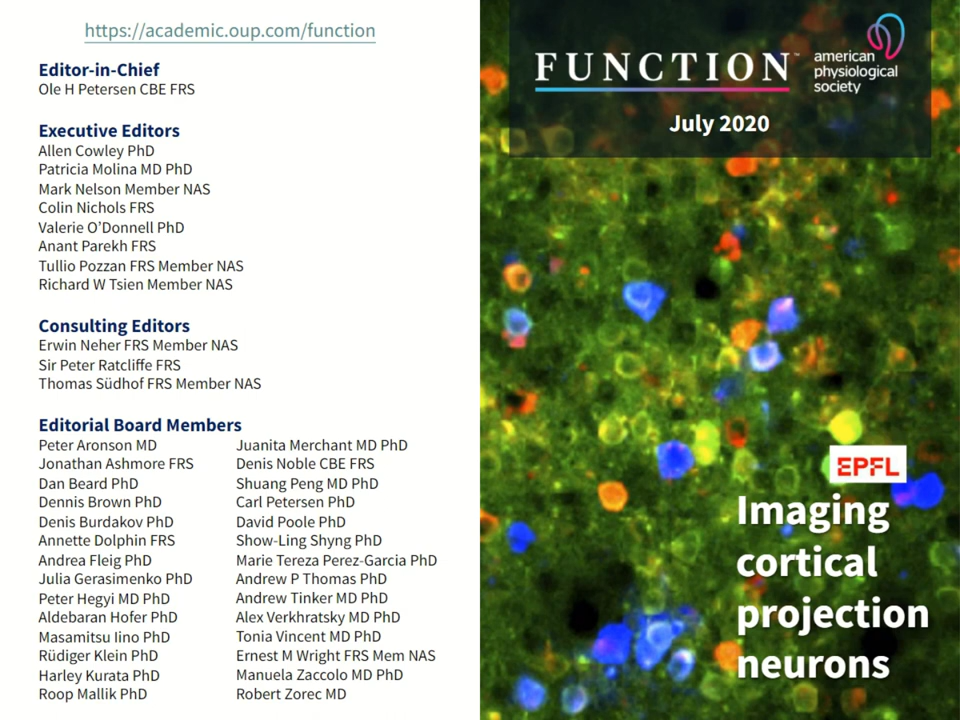 https://academic.oup.com/function
Editor-in-Chief
Ole H Petersen CBE FRS
Executive Editors
Allen Cowley PhD
Patricia Molina MD PhD
Mark Nelson Member NAS
Colin Nichols FRS
Valerie O’Donnell PhD
Anant Parekh FRS
Tullio Pozzan FRS Member NAS
Richard W Tsien Member NAS
Consulting Editors
Erwin Neher FRS Member NAS
Sir Peter Ratcliffe FRS
Thomas Südhof FRS Member NAS
Editorial Board Members
Peter Aronson MD
Jonathan Ashmore FRS
Dan Beard PhD
Dennis Brown PhD
Denis Burdakov PhD
Annette Dolphin FRS
Andrea Fleig PhD
Julia Gerasimenko PhD
Peter Hegyi MD PhD
Aldebaran Hofer PhD
Masamitsu Iino PhD
Rüdiger Klein PhD
Harley Kurata PhD
Roop Mallik PhD
Juanita Merchant MD PhD
Denis Noble CBE FRS
Shuang Peng MD PhD
Carl Petersen PhD
David Poole PhD
Show-Ling Shyng PhD
Marie Tereza Perez-Garcia PhD
Andrew P Thomas PhD
Andrew Tinker MD PhD
Alex Verkhratsky MD PhD
Tonia Vincent MD PhD
Ernest M Wright FRS Mem NAS
Manuela Zaccolo MD PhD
Robert Zorec MD
FUNCTION™
american
physiological
society
July 2020
EPFL
Imaging
cortical
projection
neurons